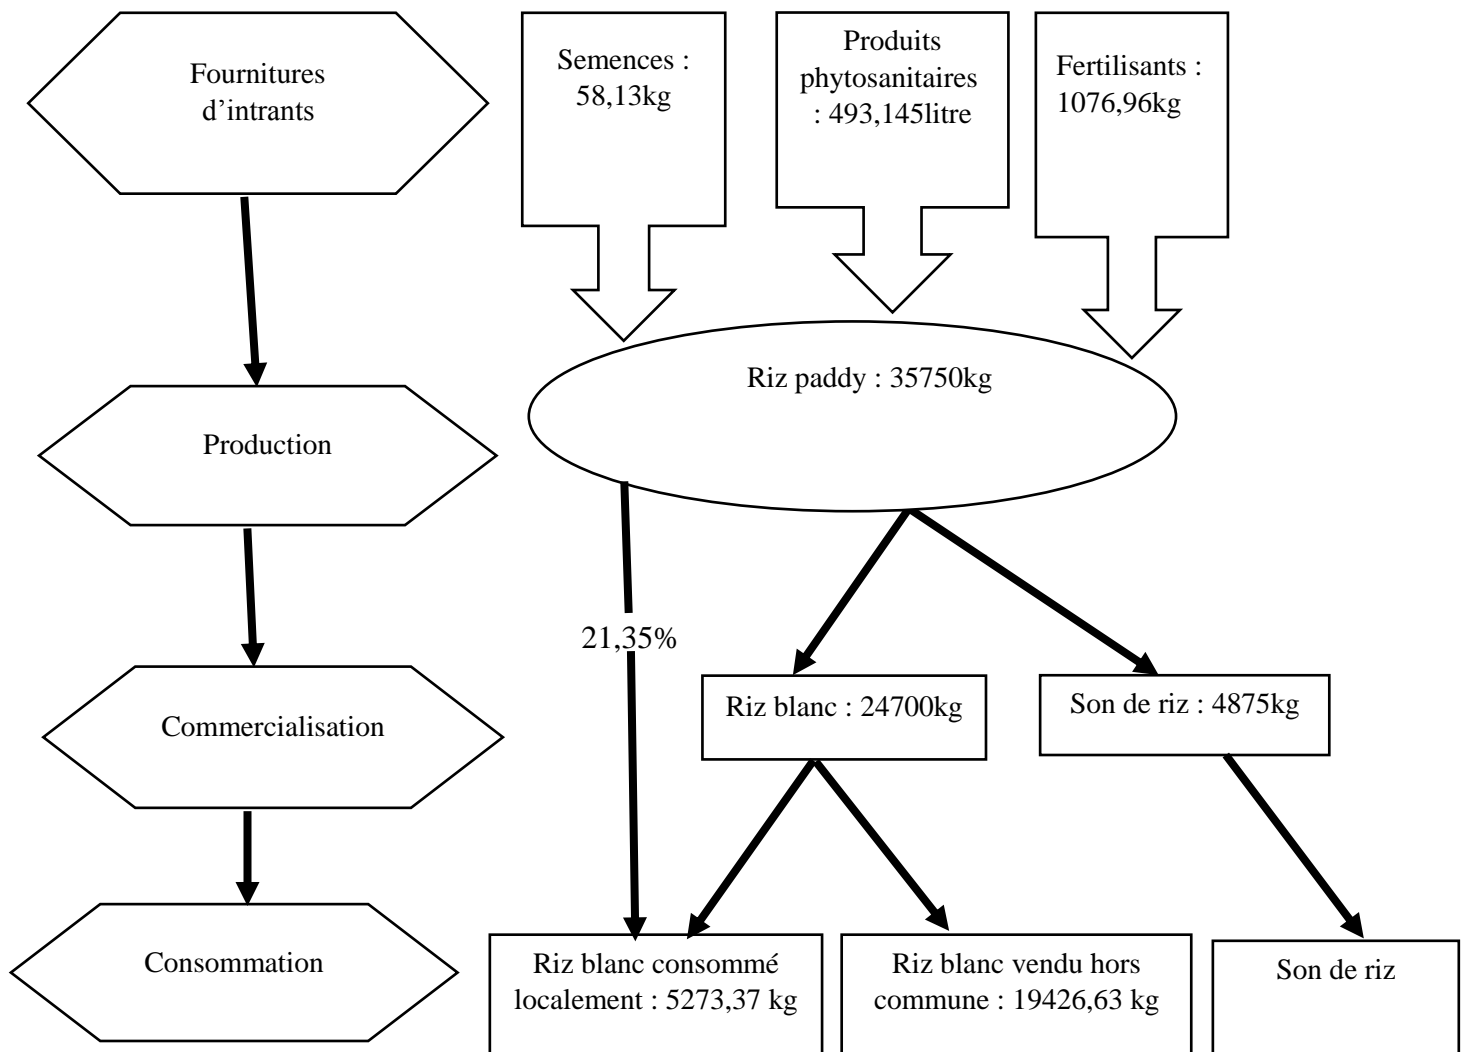 Fournitures
d’intrants
Semences :
58,13kg
Produits
phytosanitaires
: 493,145litre
Fertilisants :
1076,96kg
Riz paddy : 35750kg
Production
21,35%
Commercialisation
Riz blanc : 24700kg
Son de riz : 4875kg
Consommation
Riz blanc consommé
localement : 5273,37 kg
Riz blanc vendu hors
commune : 19426,63 kg
Son de riz